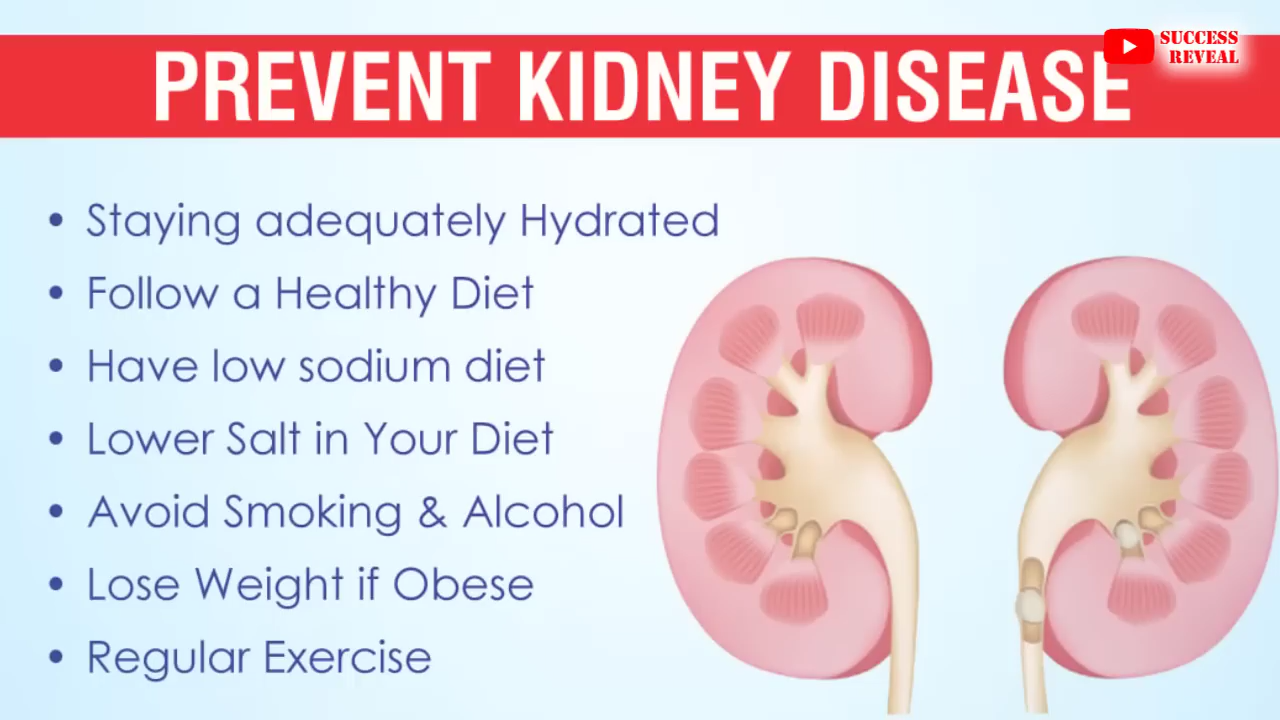 PREVENT KIDNEY DISEASE
SUCCESS
REVEAL
• Staying adequately Hydrated
• Follow a Healthy Diet
• Have low sodium diet
• Lower Salt in Your Diet
• Avoid Smoking & Alcohol
• Lose Weight if Obese
• Regular Exercise